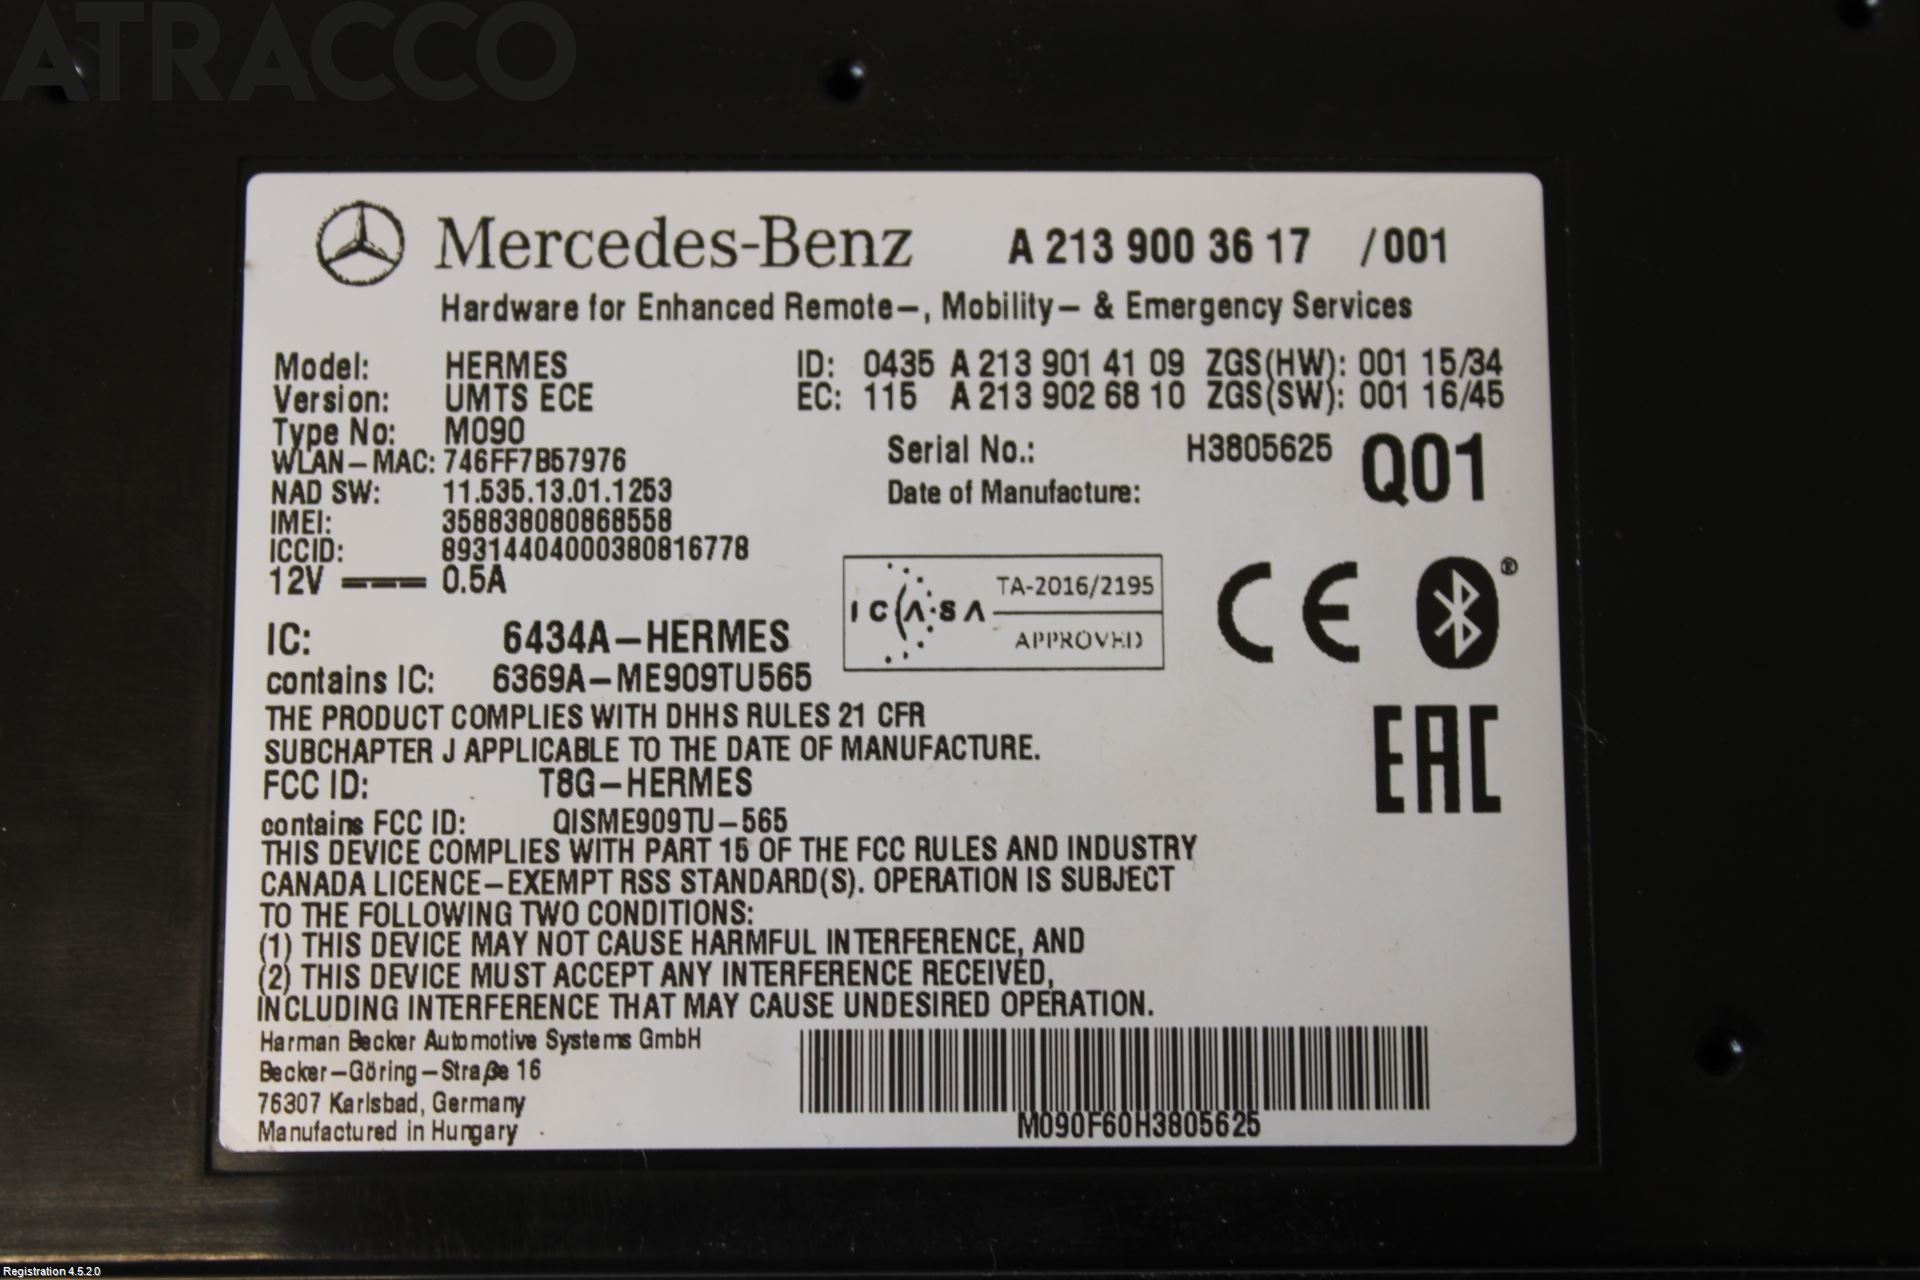 ATRACCO
Mercedes-Benz A 213 900 36 17 /001
Hardware for Enhanced Remote-, Mobility- & Emergency Services
Model: HERMES ID: 0435 A 213 901 41 09 ZGS(HW): 001 15/34
Version: UMTS ECE EC: 115 A 213 902 68 10 ZGS(SW): 001 16/45
Type No: M090
WLAN-MAC: 746FF7B57976 Serial No.: H3805625 Q01
NAD SW: 11.535.13.01.1253 Date of Manufacture:
IMEI: 358838080868558
ICCID: 89314404000380816778
12V 0.5A
ICASA TA-2016/2195
APPROVED
CE ®
IC: 6434A-HERMES
contains IC: 6369A-ME909TU565
THE PRODUCT COMPLIES WITH DHHS RULES 21 CFR
SUBCHAPTER J APPLICABLE TO THE DATE OF MANUFACTURE.
EAC
FCC ID: T8G-HERMES
contains FCC ID: QISME909TU-565
THIS DEVICE COMPLIES WITH PART 15 OF THE FCC RULES AND INDUSTRY
CANADA LICENCE-EXEMPT RSS STANDARD(S). OPERATION IS SUBJECT
TO THE FOLLOWING TWO CONDITIONS:
(1) THIS DEVICE MAY NOT CAUSE HARMFUL INTERFERENCE, AND
(2) THIS DEVICE MUST ACCEPT ANY INTERFERENCE RECEIVED,
INCLUDING INTERFERENCE THAT MAY CAUSE UNDESIRED OPERATION.
Harman Becker Automotive Systems GmbH
Becker-Göring-Straße 16
76307 Karlsbad, Germany
Manufactured in Hungary
M090F60H3805625
Registration 4.5.2.0